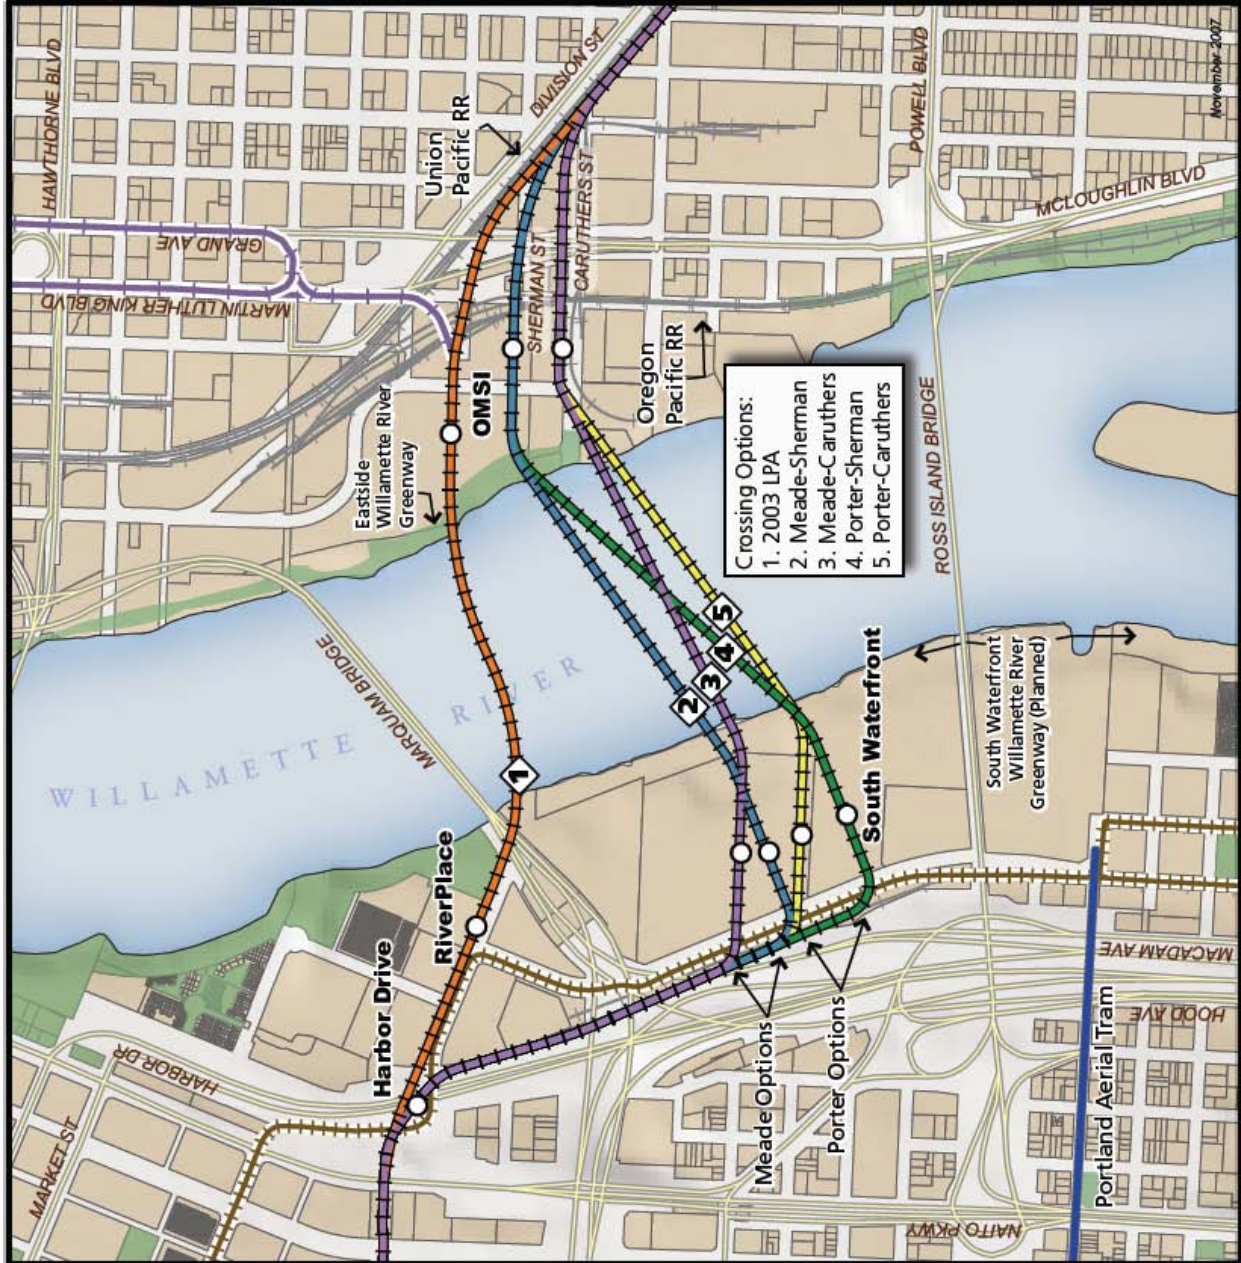 HAWTHORNE BLVD
DIVISION ST
POWELL BLVD
November 2007
Union
Pacific RR
GRAND AVE
MARTIN LUTHER KING BLVD
SHERMAN ST
CARUTHERS ST
MCLOUGHLIN BLVD
OMSI
Eastside
Willamette River
Greenway
Oregon
Pacific RR
Crossing Options:
1. 2003 LPA
2. Meade-Sherman
3. Meade-Caruthers
4. Porter-Sherman
5. Porter-Caruthers
ROSS ISLAND BRIDGE
MARQUAM BRIDGE
WILLAMETTE RIVER
1
2
3
4
5
South Waterfront
South Waterfront
Willamette River
Greenway (Planned)
RiverPlace
Harbor Drive
HARBOR DR
MARKET ST
Meade Options
Porter Options
MACADAM AVE
HOOD AVE
Portland Aerial Tram
NAITO PKWY